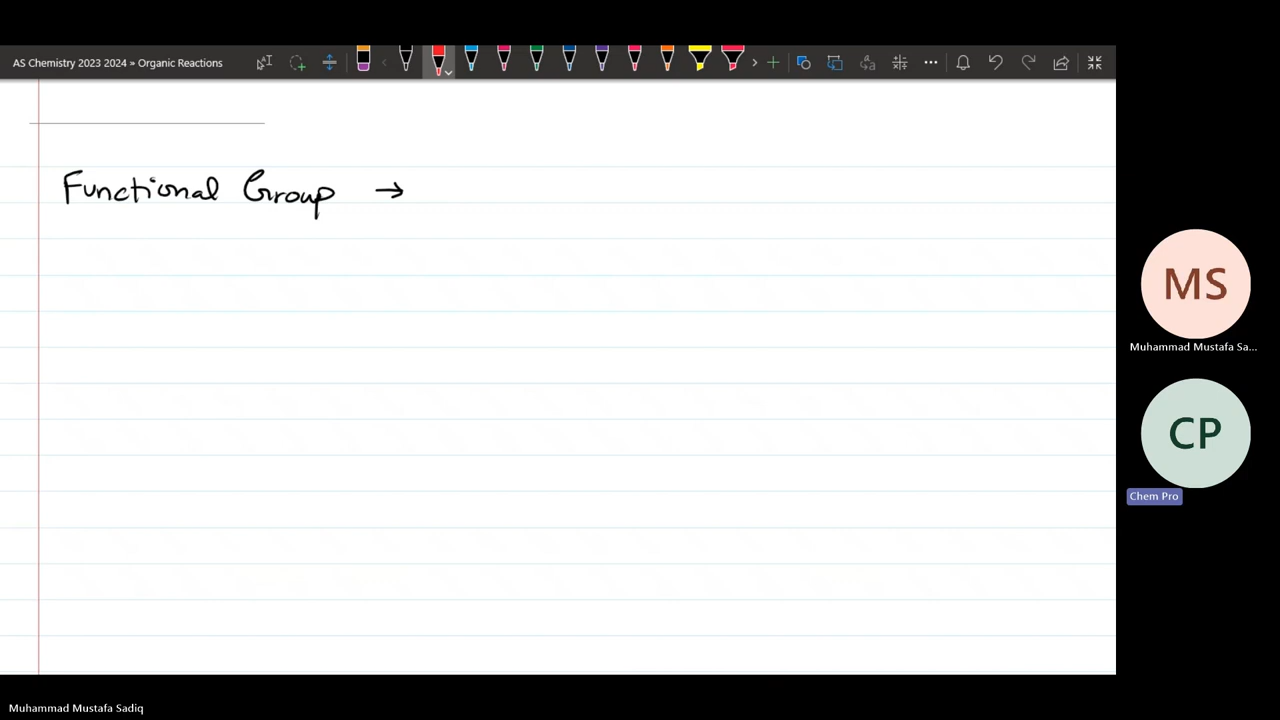 AS Chemistry 2023 2024 » Organic Reactions
Functional Group →
MS
Muhammad Mustafa Sa...
CP
Chem Pro
Muhammad Mustafa Sadiq